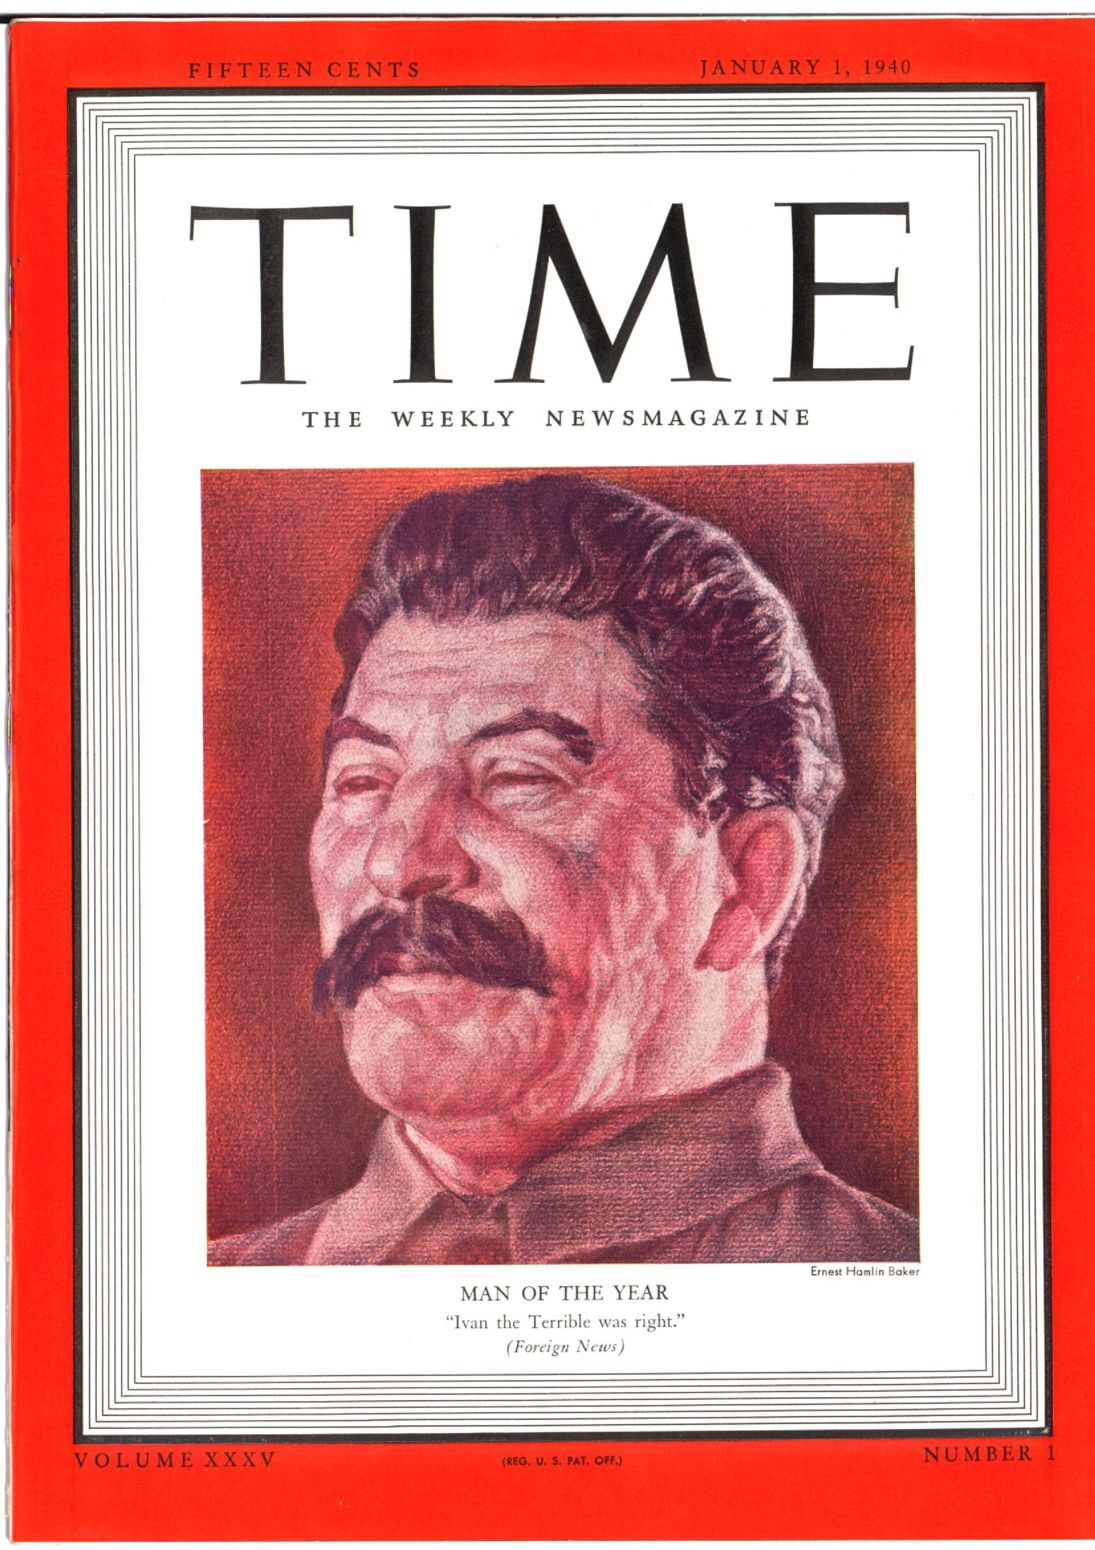 FIFTEEN CENTS JANUARY 1, 1940
TIME
THE WEEKLY NEWSMAGAZINE
Ernest Hamlin Baker
MAN OF THE YEAR
“Ivan the Terrible was right.”
(Foreign News)
VOLUME XXXV (REG. U. S. PAT. OFF.) NUMBER 1